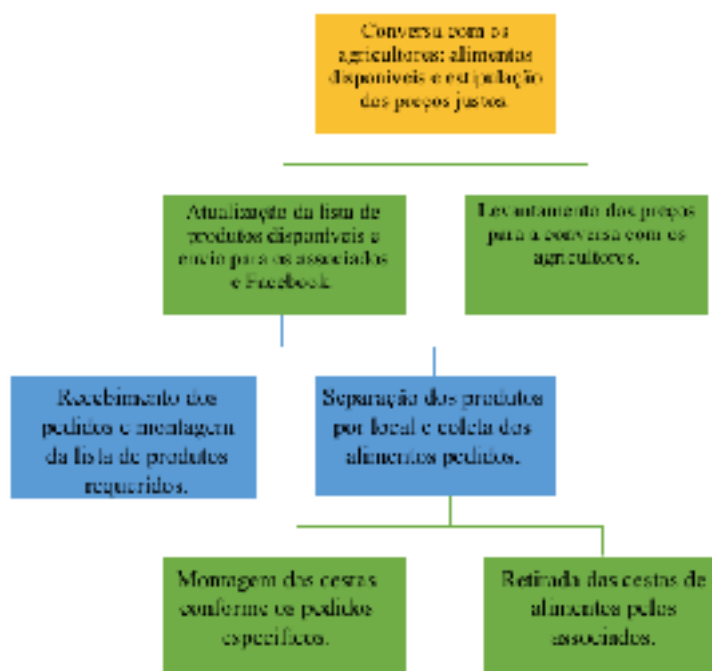 Conversa com os
agricultores: alimentos
disponíveis e estipulação
dos preços justos.
Atualização da lista de
produtos disponíveis e
envio para os associados
e Facebook.
Levantamento dos preços
para a conversa com os
agricultores.
Recebimento dos
pedidos e montagem
da lista de produtos
requeridos.
Separação dos produtos
por local e coleta dos
alimentos pedidos.
Montagem das cestas
conforme os pedidos
específicos.
Retirada das cestas de
alimentos pelos
associados.